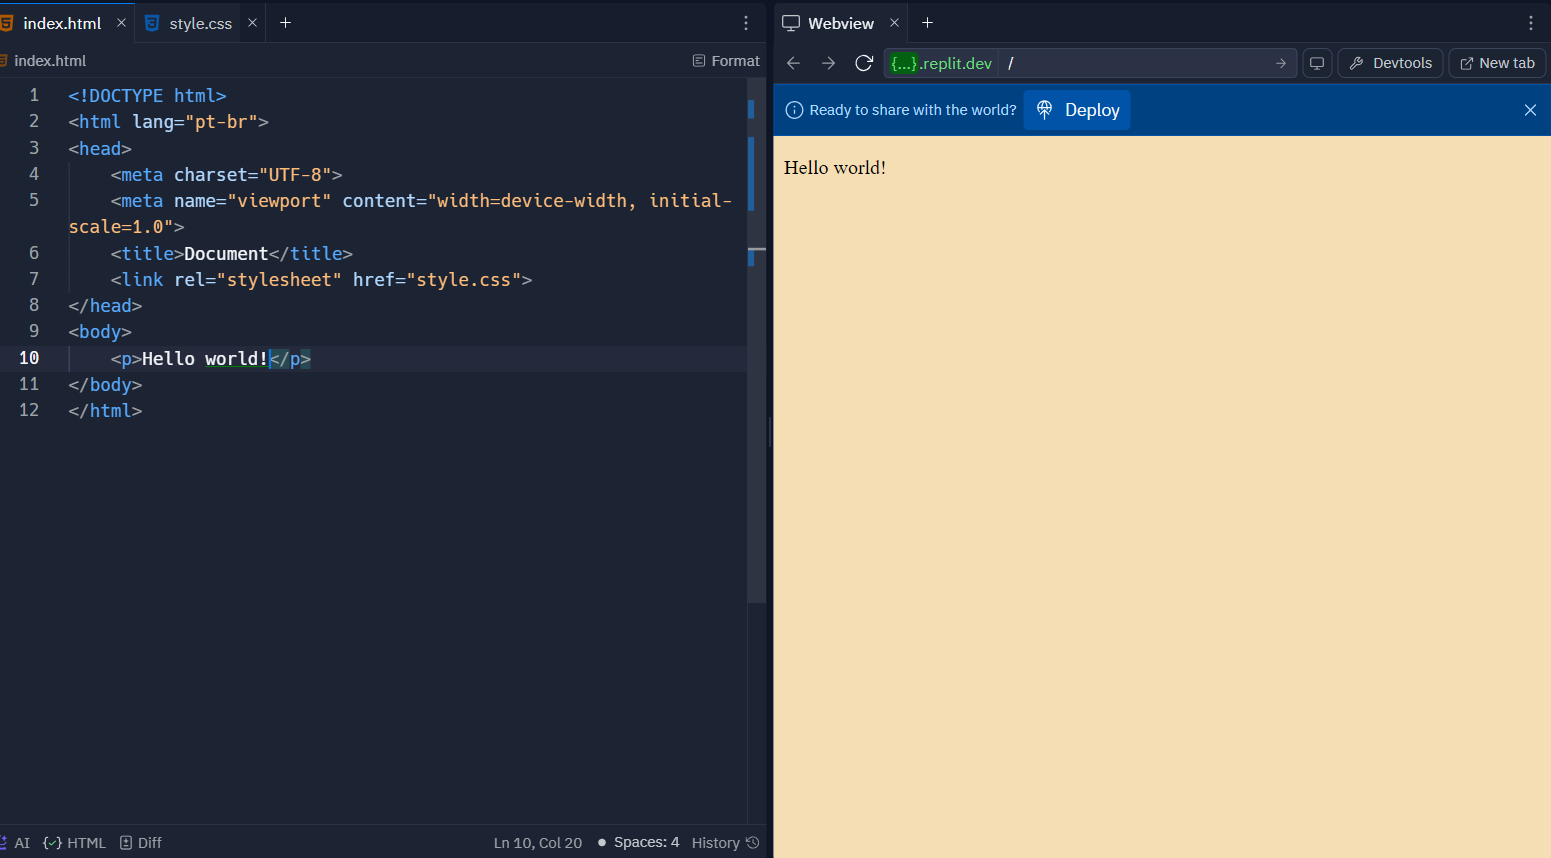 index.html
style.css
index.html
Format
1 <!DOCTYPE html>
2 <html lang="pt-br">
3 <head>
4 <meta charset="UTF-8">
5 <meta name="viewport" content="width=device-width, initial-
scale=1.0">
6 <title>Document</title>
7 <link rel="stylesheet" href="style.css">
8 </head>
9 <body>
10 <p>Hello world!</p>
11 </body>
12 </html>
AI
HTML
Diff
Ln 10, Col 20
Spaces: 4
History
Webview
{...}.replit.dev /
Devtools
New tab
Ready to share with the world?
Deploy
Hello world!